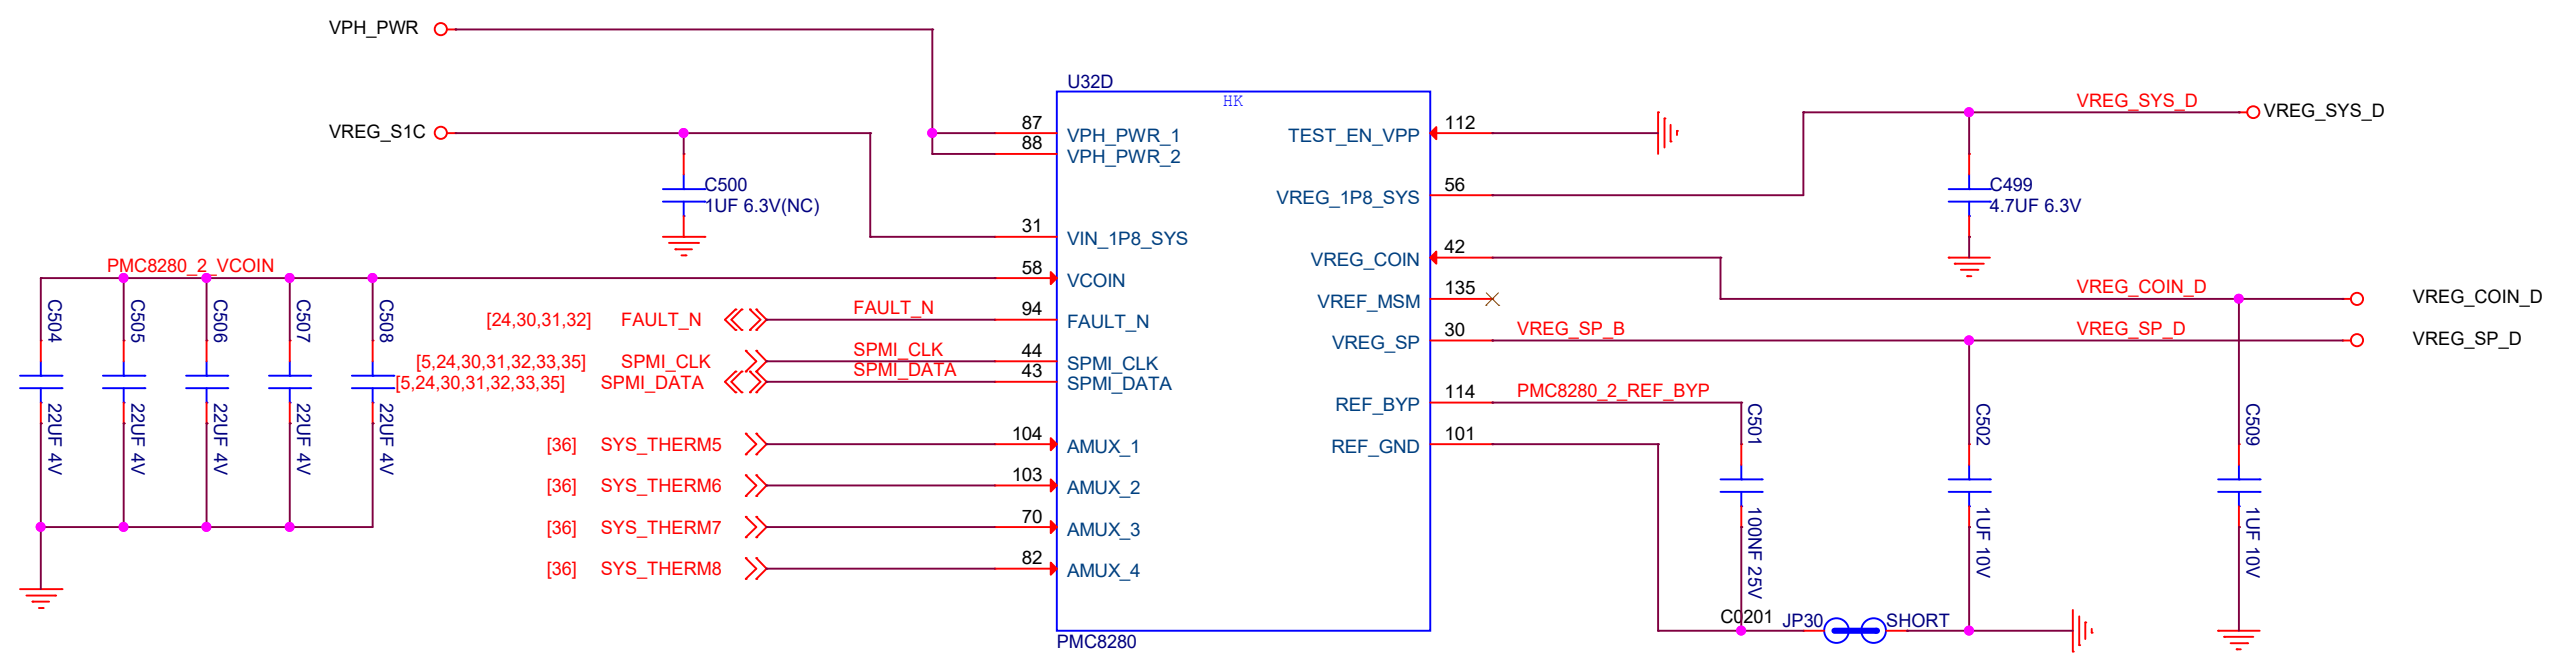 VPH_PWR
VREG_S1C
C500
1UF 6.3V(NC)
PMC8280_2_VCOIN
C504
22UF 4V
C505
22UF 4V
C506
22UF 4V
C507
22UF 4V
C508
22UF 4V
[24,30,31,32] FAULT_N FAULT_N
[5,24,30,31,32,33,35] SPMI_CLK SPMI_CLK
[5,24,30,31,32,33,35] SPMI_DATA SPMI_DATA
[36] SYS_THERM5
[36] SYS_THERM6
[36] SYS_THERM7
[36] SYS_THERM8
U32D
HK
87 VPH_PWR_1
88 VPH_PWR_2
31 VIN_1P8_SYS
58 VCOIN
94 FAULT_N
44 SPMI_CLK
43 SPMI_DATA
104 AMUX_1
103 AMUX_2
70 AMUX_3
82 AMUX_4
TEST_EN_VPP 112
VREG_1P8_SYS 56
VREG_COIN 42
VREF_MSM 135
VREG_SP 30
REF_BYP 114
REF_GND 101
PMC8280
VREG_SYS_D VREG_SYS_D
C499
4.7UF 6.3V
VREG_COIN_D VREG_COIN_D
VREG_SP_B VREG_SP_D VREG_SP_D
PMC8280_2_REF_BYP
C501
100NF 25V
C0201
C502
1UF 10V
C509
1UF 10V
JP30 SHORT